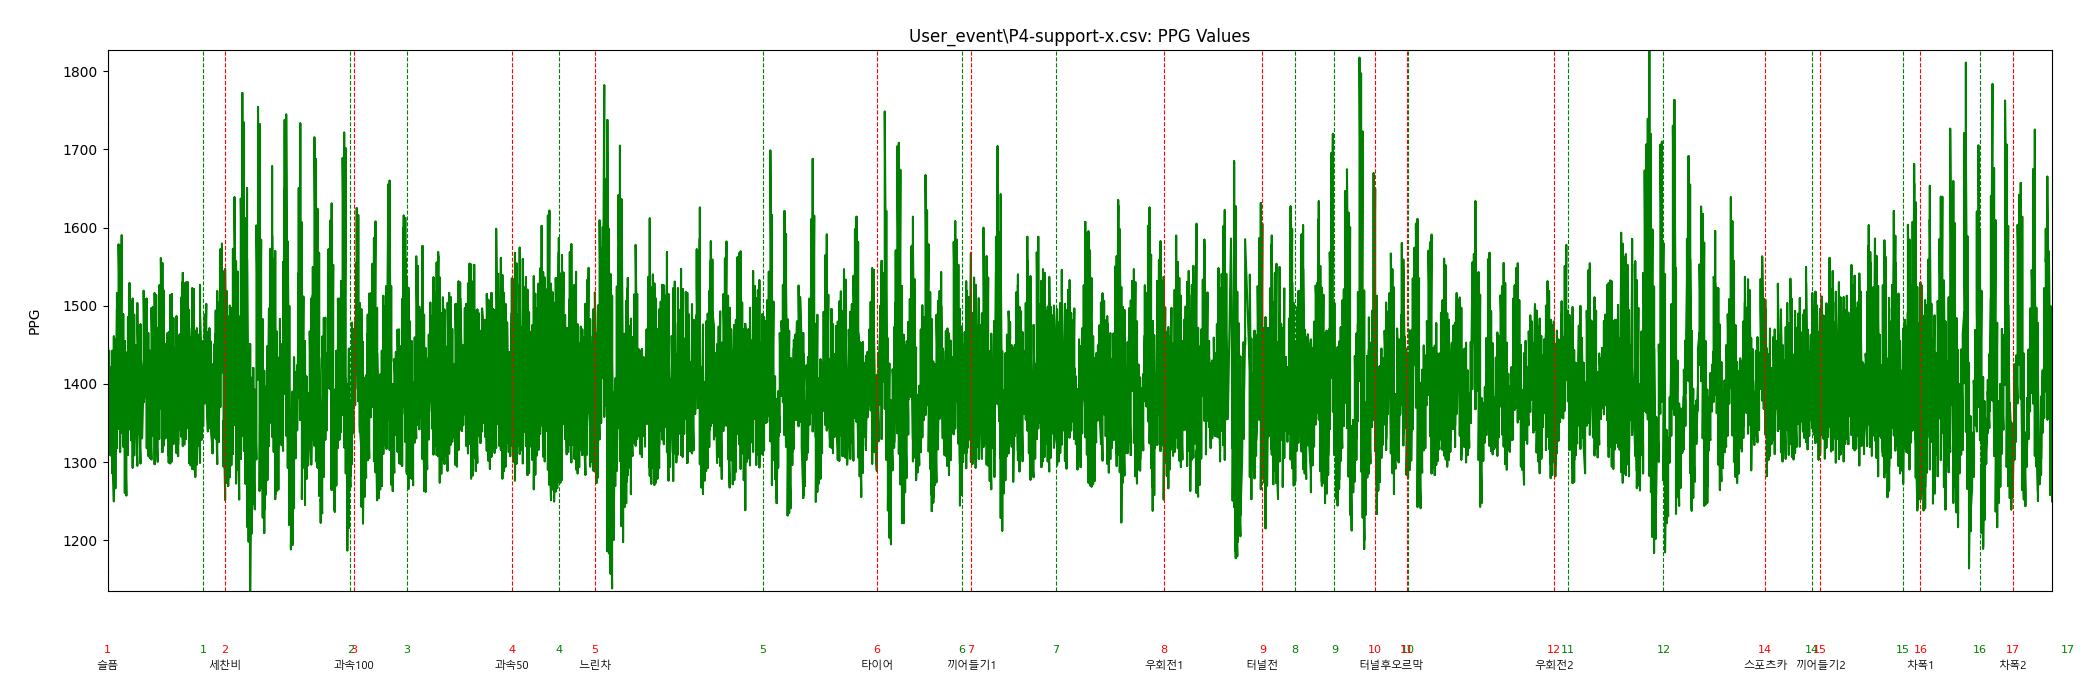 User_event\P4-support-x.csv: PPG Values
1800
1700
1600
1500
1400
1300
1200
PPG
1 1 2 2 3 3 4 4 5 5 6 6 7 7 8 9 8 9 10 10 12 11 12 14 14 15 15 16 16 17 17
슬픔 세찬비 과속100 과속50 느린차 타이어 끼어들기1 우회전1 터널전 터널후 오르막 우회전2 스포츠카 끼어들기2 차폭1 차폭2